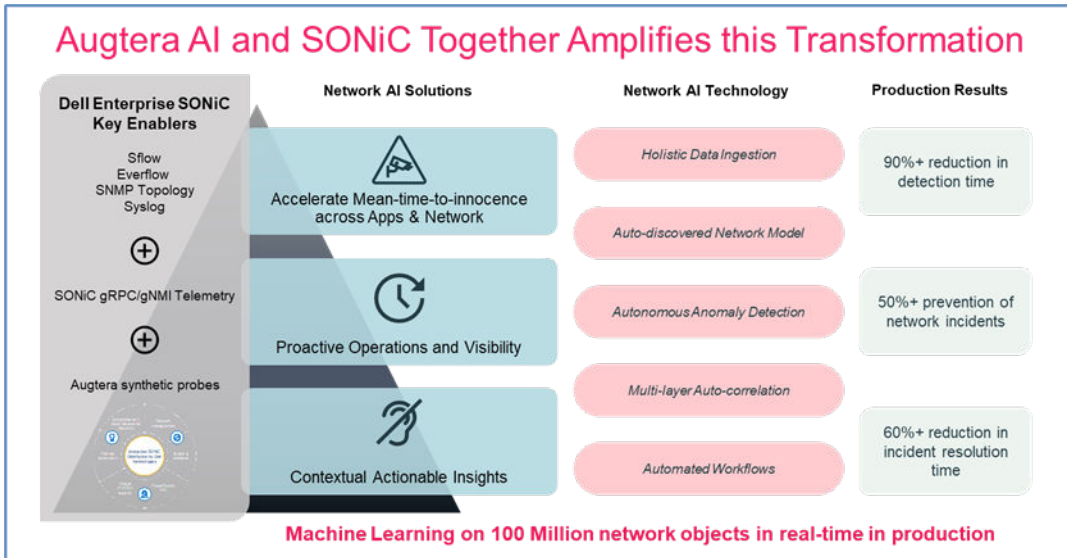 Augtera AI and SONiC Together Amplifies this Transformation
Dell Enterprise SONiC
Key Enablers
Sflow
Everflow
SNMP Topology
Syslog
SONiC gRPC/gNMI Telemetry
Augtera synthetic probes
Network AI Solutions
Accelerate Mean-time-to-innocence
across Apps & Network
Proactive Operations and Visibility
Contextual Actionable Insights
Network AI Technology
Holistic Data Ingestion
Auto-discovered Network Model
Autonomous Anomaly Detection
Multi-layer Auto-correlation
Automated Workflows
Production Results
90%+ reduction in
detection time
50%+ prevention of
network incidents
60%+ reduction in
incident resolution
time
Machine Learning on 100 Million network objects in real-time in production